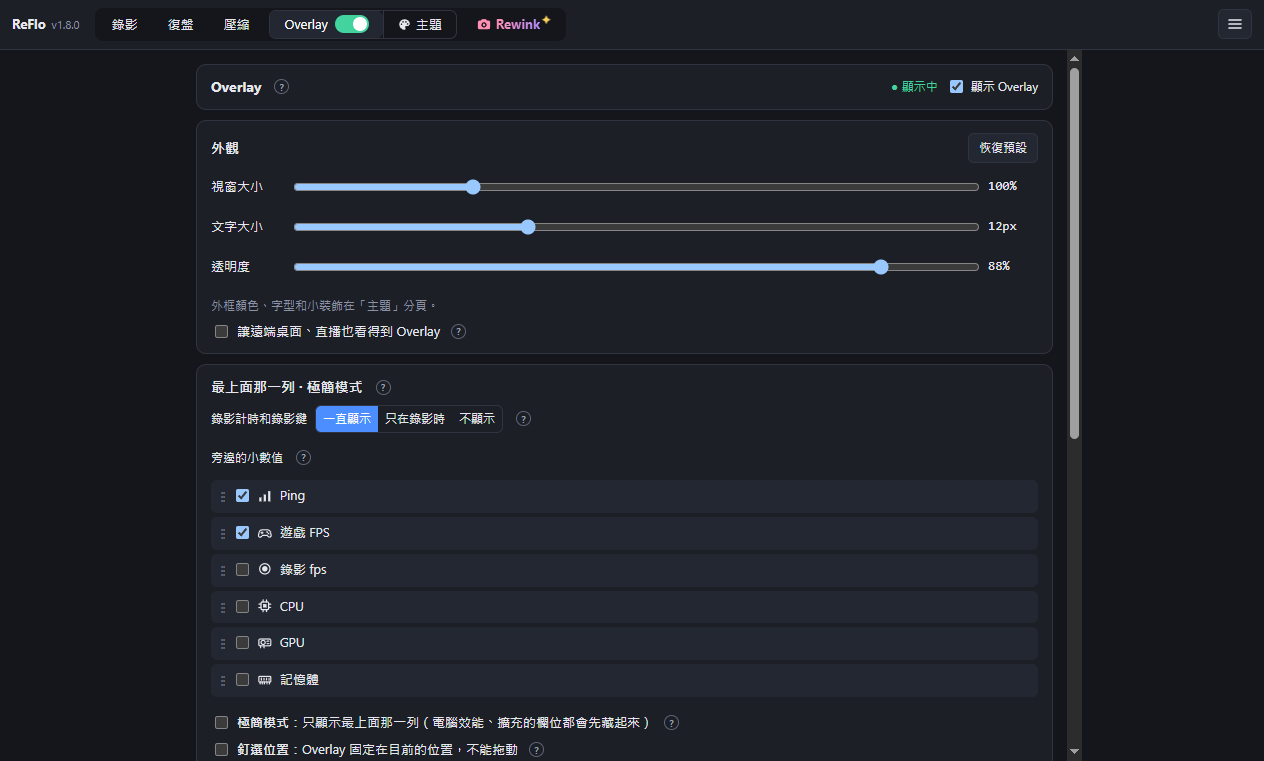 ReFlo v1.8.0 錄影 復盤 壓縮 Overlay 主題 Rewink
Overlay ? 顯示中 顯示 Overlay
外觀 恢復預設
視窗大小 100%
文字大小 12px
透明度 88%
外框顏色、字型和小裝飾在「主題」分頁。
讓遠端桌面、直播也看得到 Overlay ?
最上面那一列 · 極簡模式 ?
錄影計時和錄影鍵 一直顯示 只在錄影時 不顯示 ?
旁邊的小數值 ?
Ping
遊戲 FPS
錄影 fps
CPU
GPU
記憶體
極簡模式：只顯示最上面那一列（電腦效能、擴充的欄位都會先藏起來） ?
釘選位置：Overlay 固定在目前的位置，不能拖動 ?